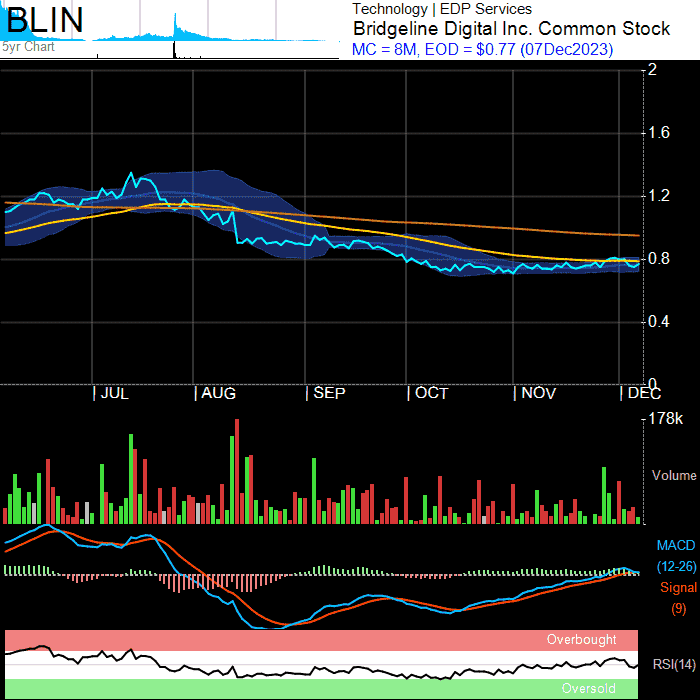 BLIN
5yr Chart
Technology | EDP Services
Bridgeline Digital Inc. Common Stock
MC = 8M, EOD = $0.77 (07Dec2023)
2
1.6
1.2
0.8
0.4
0
| JUL | AUG | SEP | OCT | NOV | DEC
178k
Volume
MACD
(12-26)
Signal
(9)
Overbought
RSI(14)
Oversold